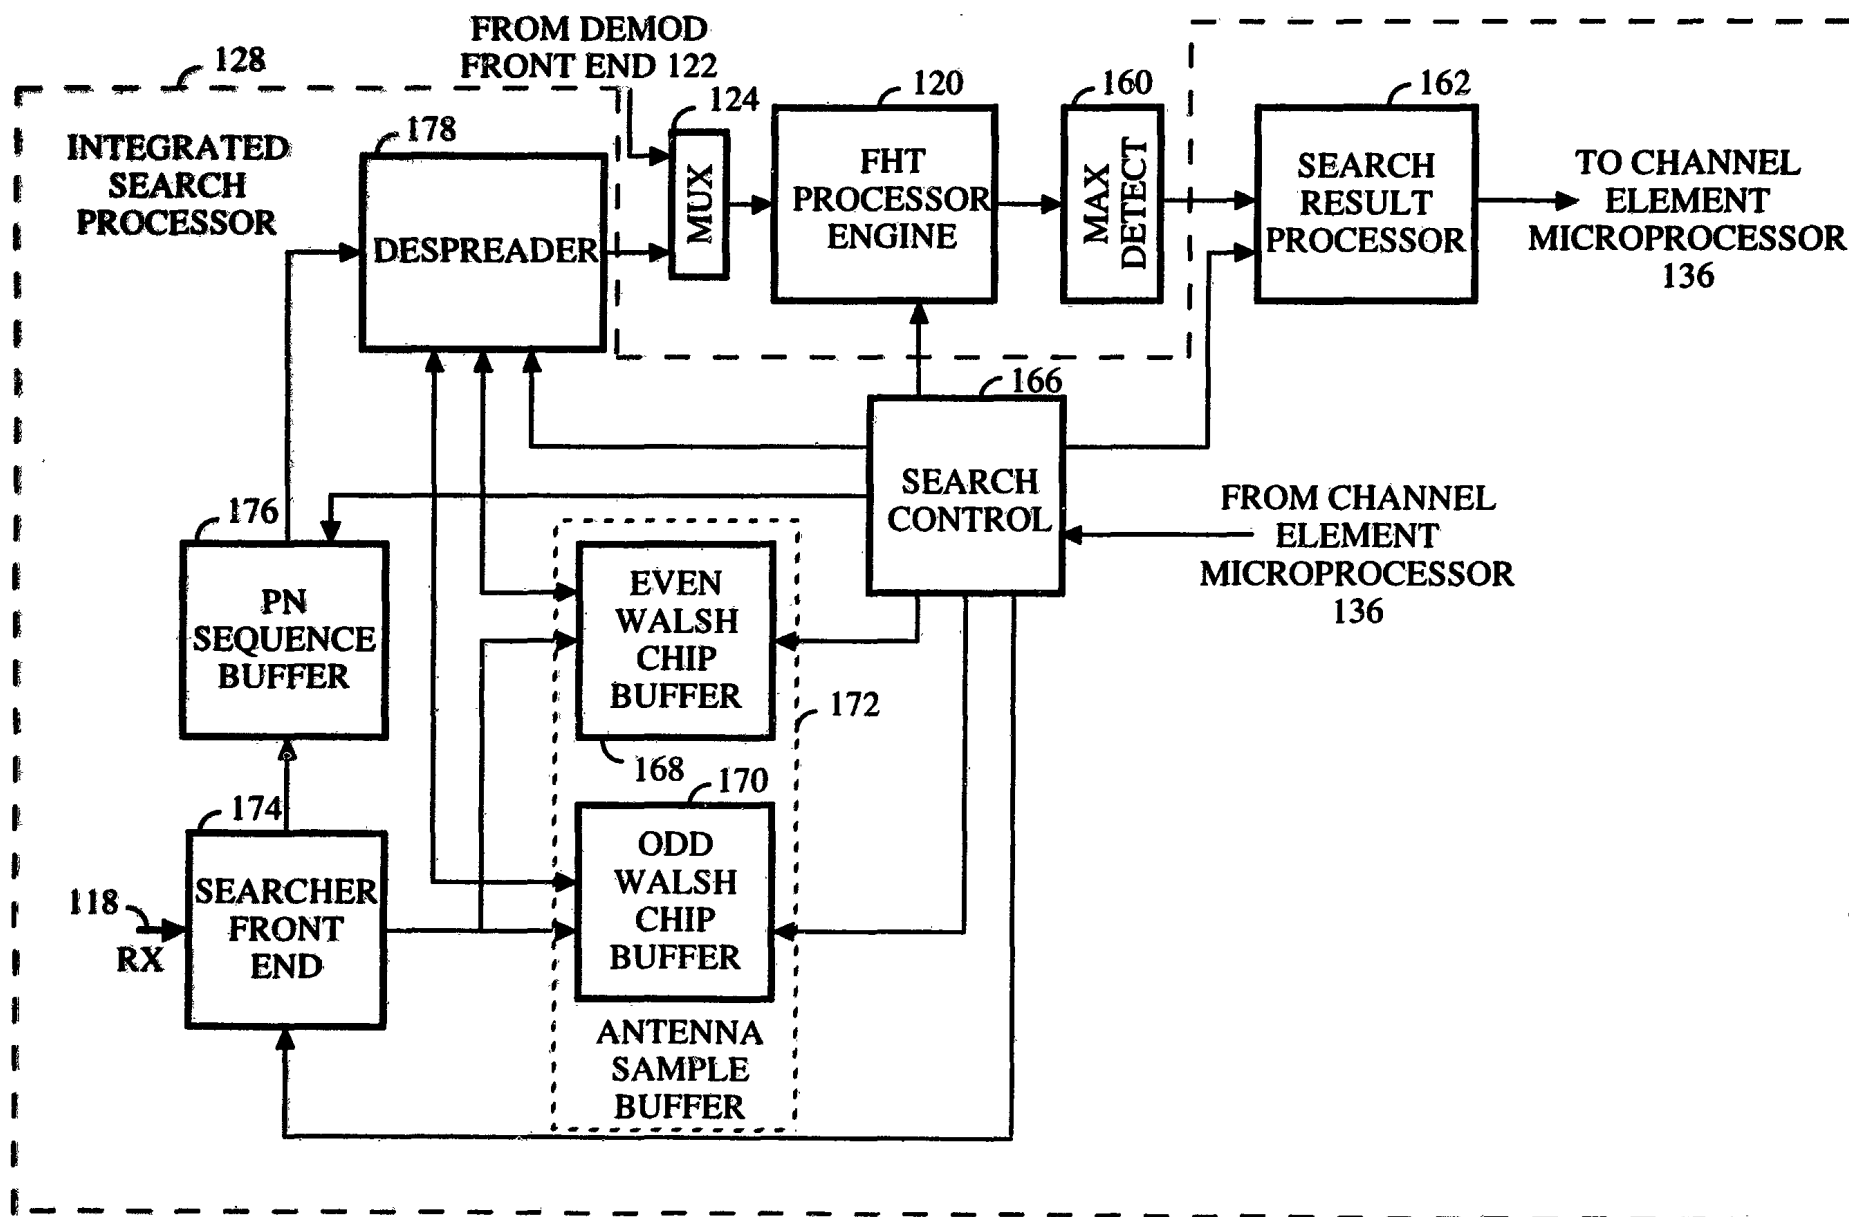 FROM DEMOD
FRONT END 122
128
INTEGRATED
SEARCH
PROCESSOR
178
DESPREADER
124
MUX
120
FHT
PROCESSOR
ENGINE
160
MAX
DETECT
162
SEARCH
RESULT
PROCESSOR
TO CHANNEL
ELEMENT
MICROPROCESSOR
136
166
SEARCH
CONTROL
FROM CHANNEL
ELEMENT
MICROPROCESSOR
136
176
PN
SEQUENCE
BUFFER
EVEN
WALSH
CHIP
BUFFER
168
172
170
ODD
WALSH
CHIP
BUFFER
ANTENNA
SAMPLE
BUFFER
174
SEARCHER
FRONT
END
118
RX